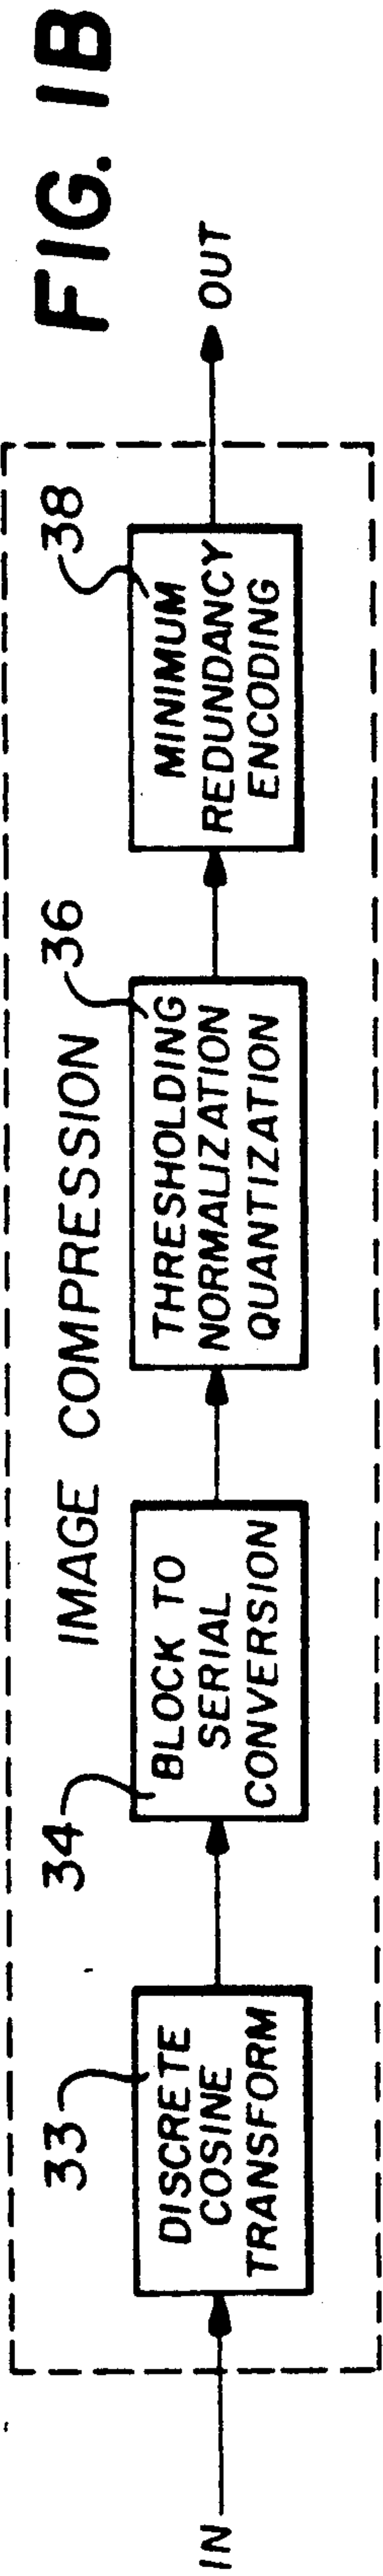 FIG. 1B
IMAGE COMPRESSION
IN
33
DISCRETE
COSINE
TRANSFORM
34
BLOCK TO
SERIAL
CONVERSION
36
THRESHOLDING
NORMALIZATION
QUANTIZATION
38
MINIMUM
REDUNDANCY
ENCODING
OUT